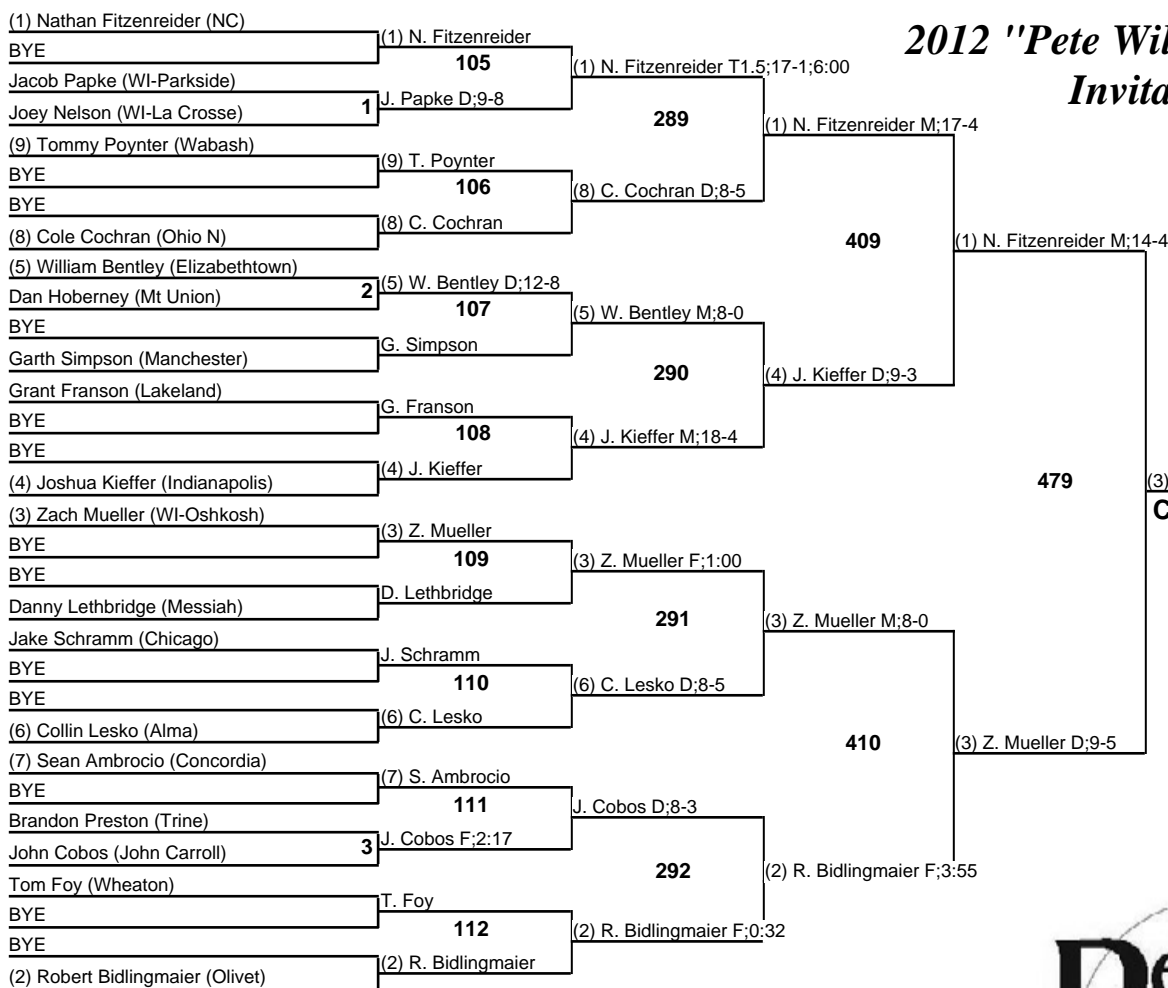 2012 "Pete Wil
Invita
(1) Nathan Fitzenreider (NC)
BYE
Jacob Papke (WI-Parkside)
Joey Nelson (WI-La Crosse)
(9) Tommy Poynter (Wabash)
BYE
BYE
(8) Cole Cochran (Ohio N)
(5) William Bentley (Elizabethtown)
Dan Hoberney (Mt Union)
BYE
Garth Simpson (Manchester)
Grant Franson (Lakeland)
BYE
BYE
(4) Joshua Kieffer (Indianapolis)
(3) Zach Mueller (WI-Oshkosh)
BYE
BYE
Danny Lethbridge (Messiah)
Jake Schramm (Chicago)
BYE
BYE
(6) Collin Lesko (Alma)
(7) Sean Ambrocio (Concordia)
BYE
Brandon Preston (Trine)
John Cobos (John Carroll)
Tom Foy (Wheaton)
BYE
BYE
(2) Robert Bidlingmaier (Olivet)
1
2
3
(1) N. Fitzenreider
105
J. Papke D;9-8
(9) T. Poynter
106
(8) C. Cochran
(5) W. Bentley D;12-8
107
G. Simpson
G. Franson
108
(4) J. Kieffer
(3) Z. Mueller
109
D. Lethbridge
J. Schramm
110
(6) C. Lesko
(7) S. Ambrocio
111
J. Cobos F;2:17
T. Foy
112
(2) R. Bidlingmaier
(1) N. Fitzenreider T1.5;17-1;6:00
289
(8) C. Cochran D;8-5
(5) W. Bentley M;8-0
290
(4) J. Kieffer M;18-4
(3) Z. Mueller F;1:00
291
(6) C. Lesko D;8-5
J. Cobos D;8-3
292
(2) R. Bidlingmaier F;0:32
(1) N. Fitzenreider M;17-4
409
(4) J. Kieffer D;9-3
(3) Z. Mueller M;8-0
410
(2) R. Bidlingmaier F;3:55
(1) N. Fitzenreider M;14-4
479
(3) Z. Mueller D;9-5
(3)
C
De